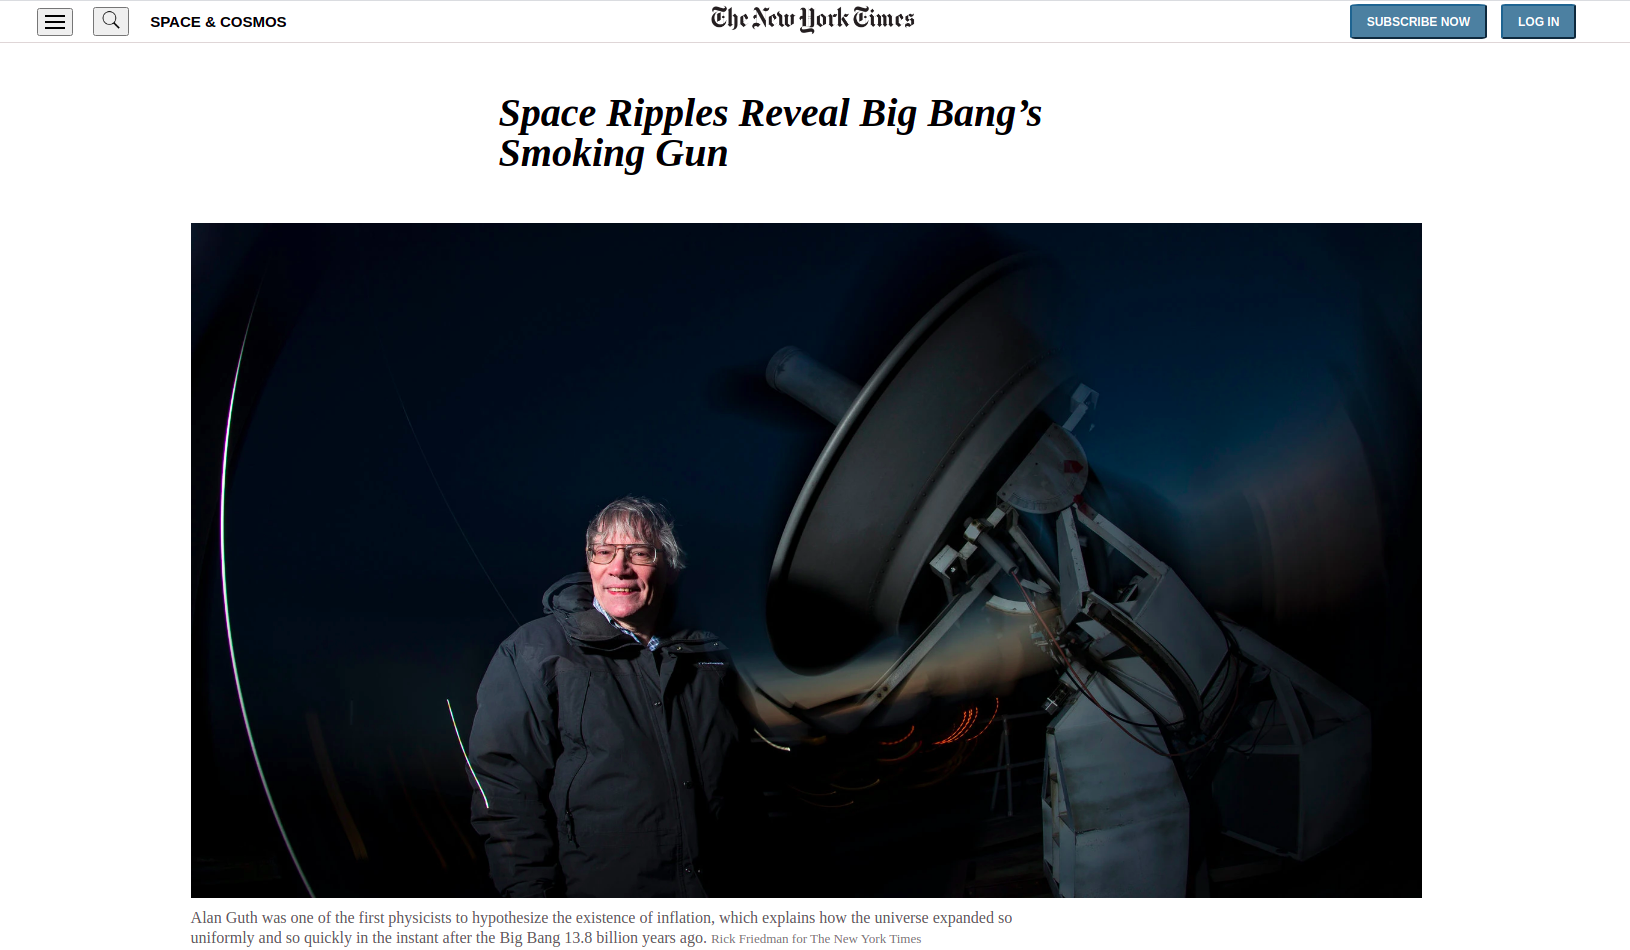 SPACE & COSMOS
The New York Times
SUBSCRIBE NOW
LOG IN
Space Ripples Reveal Big Bang’s
Smoking Gun
Alan Guth was one of the first physicists to hypothesize the existence of inflation, which explains how the universe expanded so
uniformly and so quickly in the instant after the Big Bang 13.8 billion years ago. Rick Friedman for The New York Times